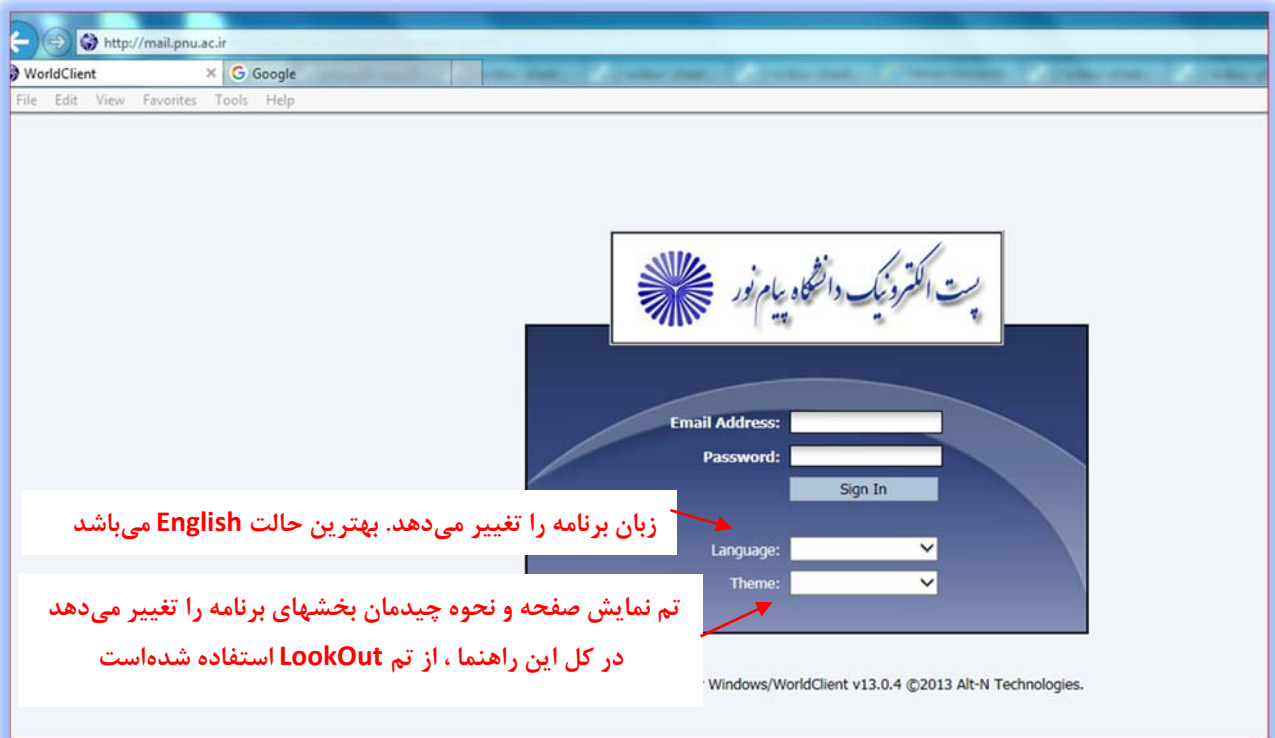 http://mail.pnu.ac.ir
WorldClient × Google
File Edit View Favorites Tools Help
پست الکترونیک دانشگاه پیام نور
Email Address:
Password:
Sign In
زبان برنامه را تغییر می‌دهد. بهترین حالت English می‌باشد
Language:
Theme:
تم نمایش صفحه و نحوه چیدمان بخشهای برنامه را تغییر می‌دهد
در کل این راهنما ، از تم LookOut استفاده شده‌است
Windows/WorldClient v13.0.4 ©2013 Alt-N Technologies.